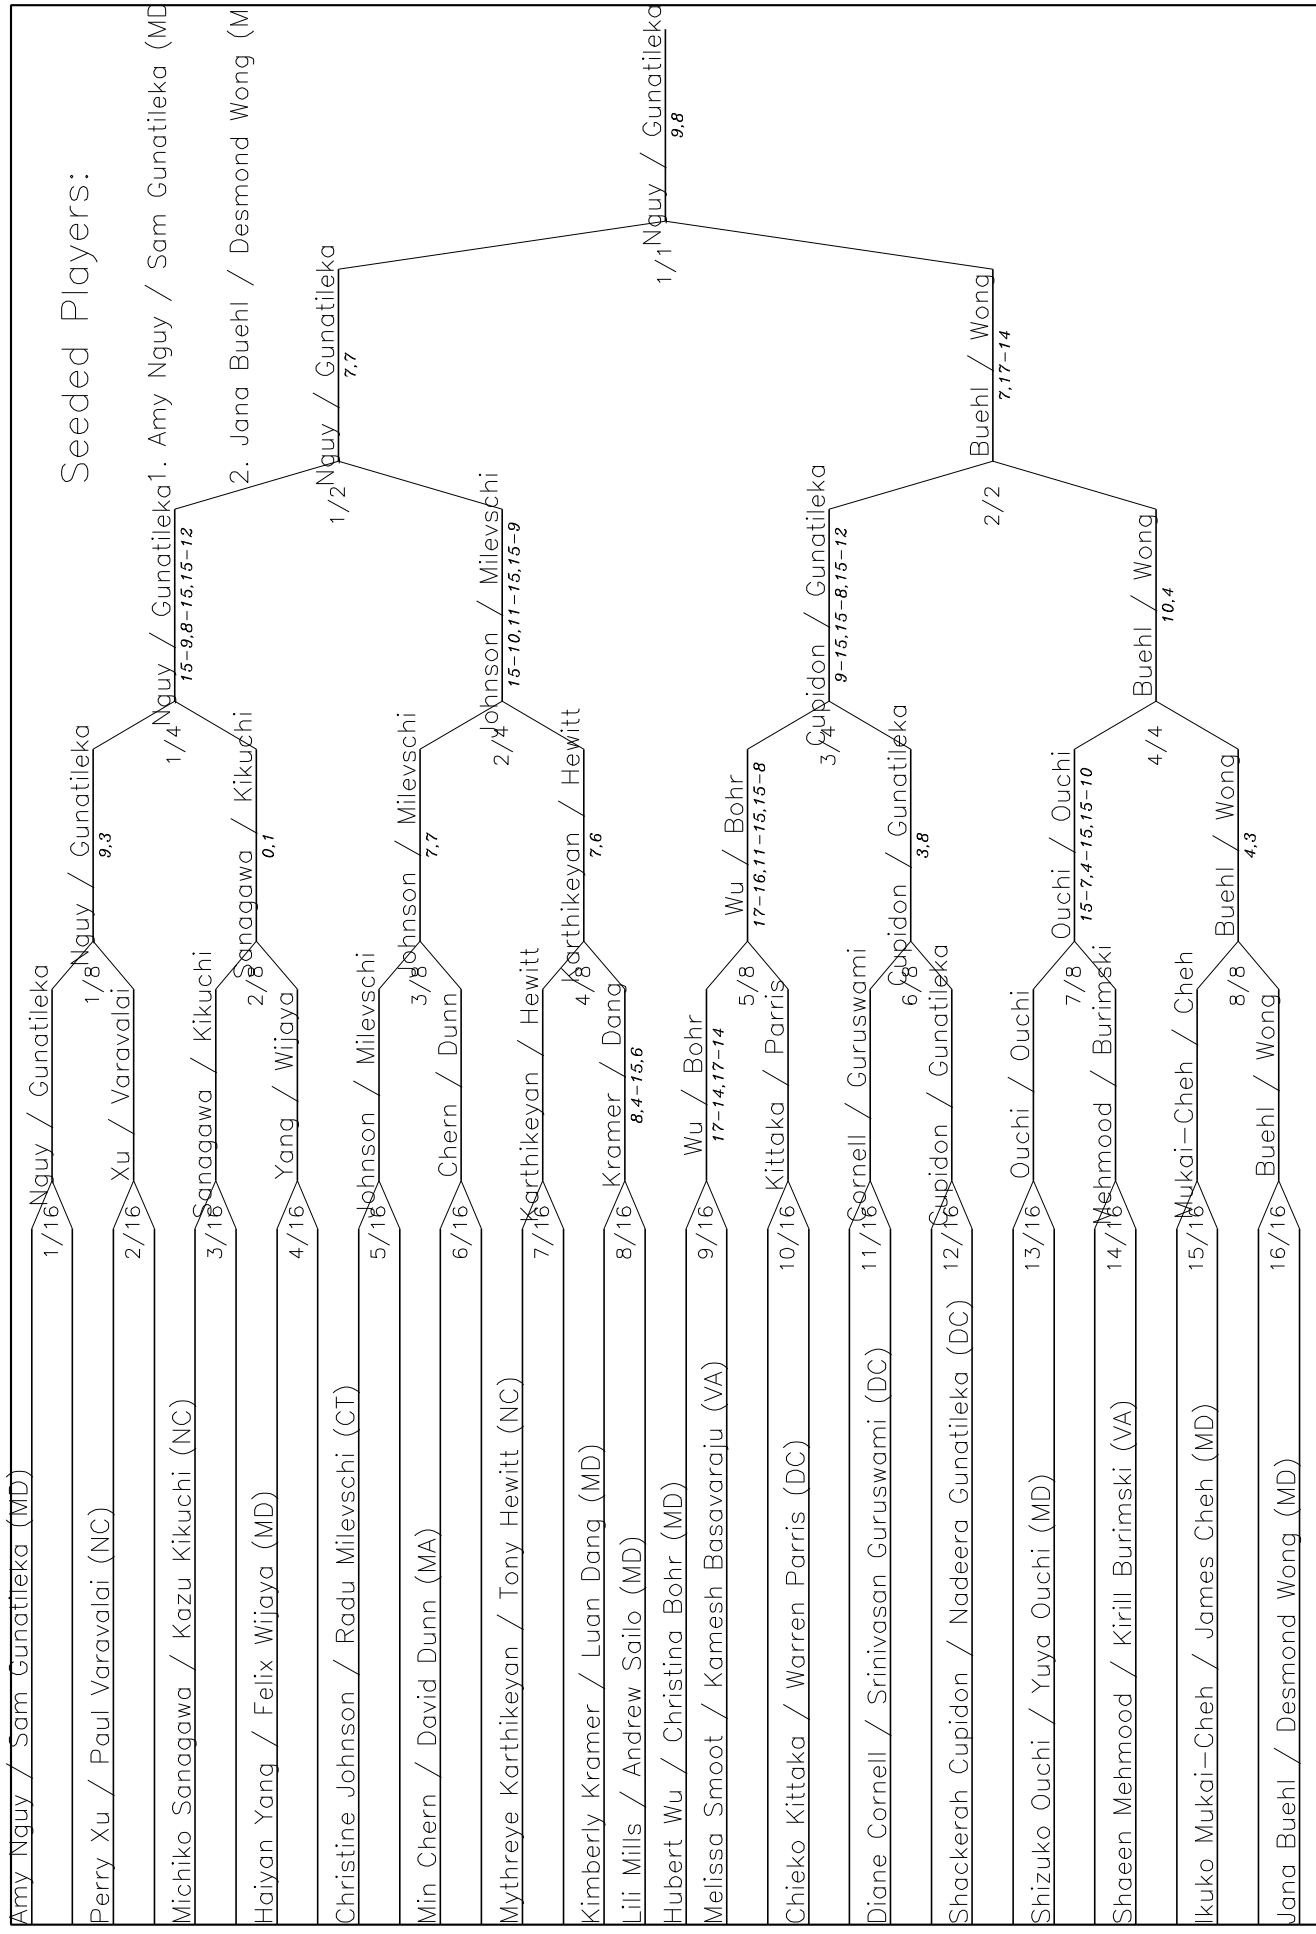 Amy Nguy / Sam Gunatileka (MD)
Perry Xu / Paul Varavalai (NC)
Michiko Sanagawa / Kazu Kikuchi (NC)
Haiyan Yang / Felix Wijaya (MD)
Christine Johnson / Radu Milevschi (CT)
Min Chern / David Dunn (MA)
Mythreye Karthikeyan / Tony Hewitt (NC)
Kimberly Kramer / Luan Dang (MD)
Lili Mills / Andrew Sailo (MD)
Hubert Wu / Christina Bohr (MD)
Melissa Smoot / Kamesh Basavaraju (VA)
Chieko Kittaka / Warren Parris (DC)
Diane Cornell / Srinivasan Guruswami (DC)
Shackerah Cupidon / Nadeera Gunatileka (DC)
Shizuko Ouchi / Yuya Ouchi (MD)
Shaeen Mehmood / Kirill Burimski (VA)
Ikuko Mukai-Cheh / James Cheh (MD)
Jana Buehl / Desmond Wong (MD)
1/16
2/16
3/16
4/16
5/16
6/16
7/16
8/16
9/16
10/16
11/16
12/16
13/16
14/16
15/16
16/16
Nguy / Gunatileka
Xu / Varavalai
Sanagawa / Kikuchi
Yang / Wijaya
Johnson / Milevschi
Chern / Dunn
Karthikeyan / Hewitt
Kramer / Dang
8,4-15,6
Wu / Bohr
17-14,17-14
Kittaka / Parris
Cornell / Guruswami
Cupidon / Gunatileka
Ouchi / Ouchi
Mehmood / Burimski
Mukai-Cheh / Cheh
Buehl / Wong
1/8
2/8
3/8
4/8
5/8
6/8
7/8
8/8
Nguy / Gunatileka
9,3
Sanagawa / Kikuchi
0,1
Johnson / Milevschi
7,7
Karthikeyan / Hewitt
7,6
Wu / Bohr
17-16,11-15,15-8
Cupidon / Gunatileka
3,8
Ouchi / Ouchi
15-7,4-15,15-10
Buehl / Wong
4,3
1/4
2/4
3/4
4/4
Nguy / Gunatileka
15-9,8-15,15-12
Johnson / Milevschi
15-10,11-15,15-9
Cupidon / Gunatileka
9-15,15-8,15-12
Buehl / Wong
10,4
1/2
2/2
Nguy / Gunatileka
7,7
Buehl / Wong
7,17-14
1/1
Nguy / Gunatileka
9,8
Seeded Players:
1. Amy Nguy / Sam Gunatileka (MD
2. Jana Buehl / Desmond Wong (M